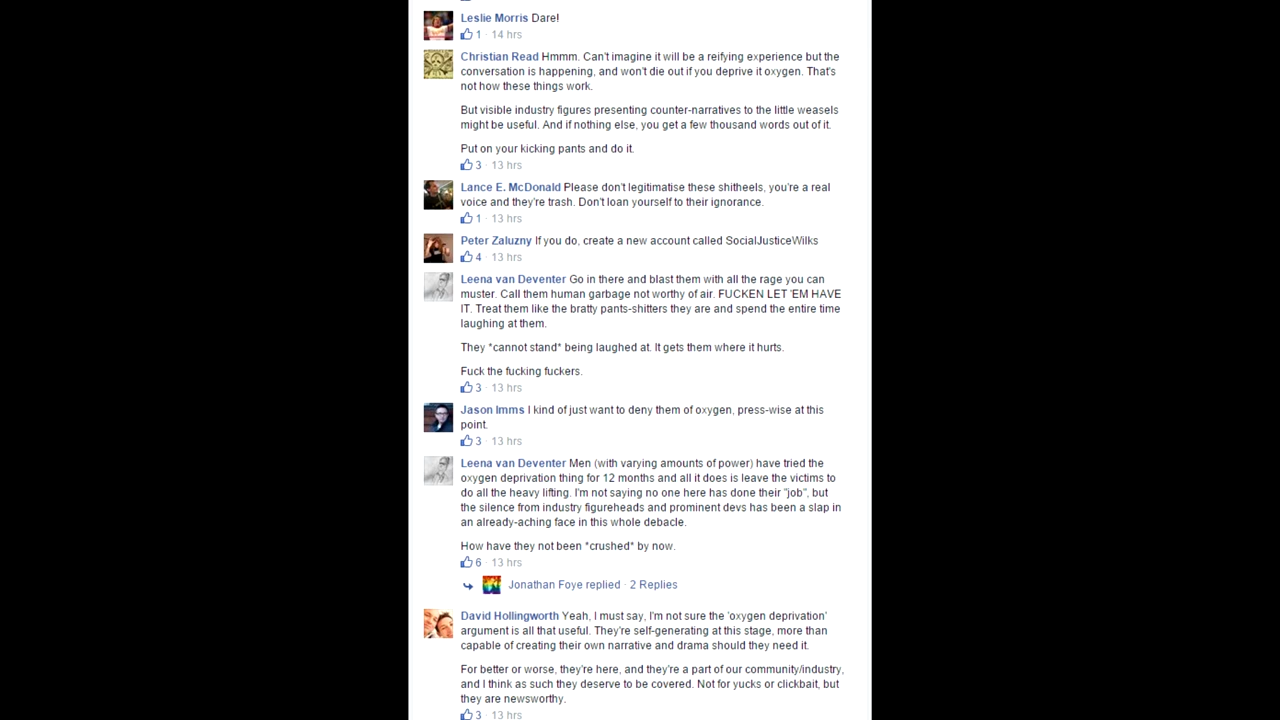 Leslie Morris Dare!
1 · 14 hrs
Christian Read Hmmm. Can't imagine it will be a reifying experience but the
conversation is happening, and won't die out if you deprive it oxygen. That's
not how these things work.
But visible industry figures presenting counter-narratives to the little weasels
might be useful. And if nothing else, you get a few thousand words out of it.
Put on your kicking pants and do it.
3 · 13 hrs
Lance E. McDonald Please don't legitimatise these shitheels, you're a real
voice and they're trash. Don't loan yourself to their ignorance.
1 · 13 hrs
Peter Zaluzny If you do, create a new account called SocialJusticeWilks
4 · 13 hrs
Leena van Deventer Go in there and blast them with all the rage you can
muster. Call them human garbage not worthy of air. FUCKEN LET 'EM HAVE
IT. Treat them like the bratty pants-shitters they are and spend the entire time
laughing at them.
They *cannot stand* being laughed at. It gets them where it hurts.
Fuck the fucking fuckers.
3 · 13 hrs
Jason Imms I kind of just want to deny them of oxygen, press-wise at this
point.
3 · 13 hrs
Leena van Deventer Men (with varying amounts of power) have tried the
oxygen deprivation thing for 12 months and all it does is leave the victims to
do all the heavy lifting. I'm not saying no one here has done their "job", but
the silence from industry figureheads and prominent devs has been a slap in
an already-aching face in this whole debacle.
How have they not been *crushed* by now.
6 · 13 hrs
Jonathan Foye replied · 2 Replies
David Hollingworth Yeah, I must say, I'm not sure the 'oxygen deprivation'
argument is all that useful. They're self-generating at this stage, more than
capable of creating their own narrative and drama should they need it.
For better or worse, they're here, and they're a part of our community/industry,
and I think as such they deserve to be covered. Not for yucks or clickbait, but
they are newsworthy.
3 · 13 hrs